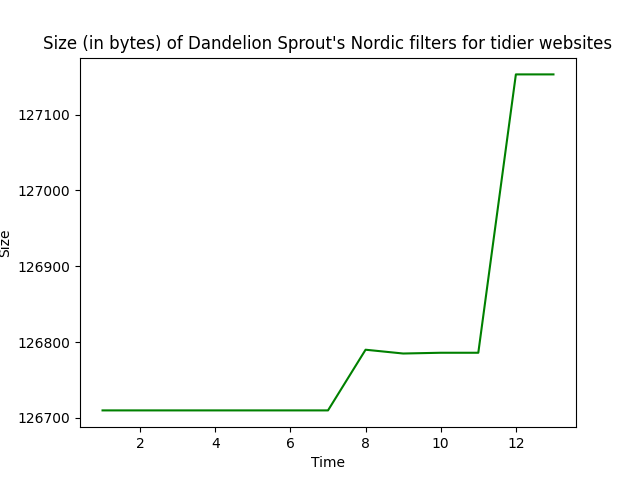 Size (in bytes) of Dandelion Sprout's Nordic filters for tidier websites
127100
127000
126900
126800
126700
Size
2 4 6 8 10 12
Time